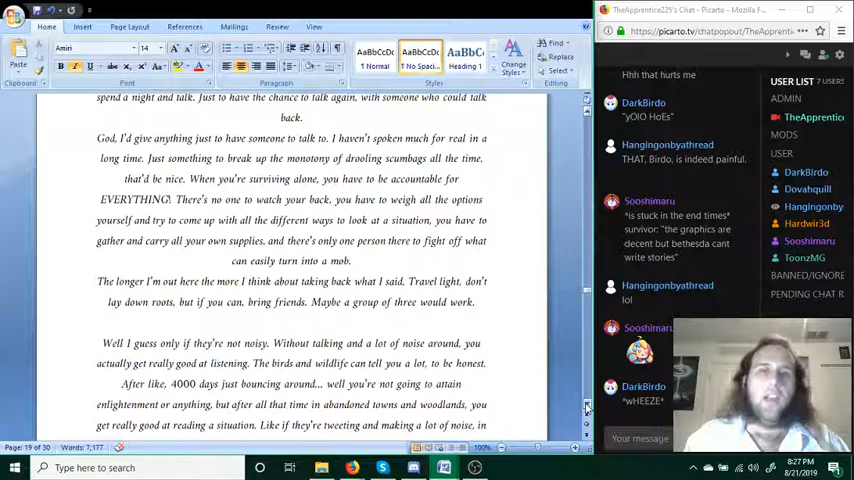 TheApprentice225's Chat - Picarto - Mozilla F...
Home
Insert
Page Layout
References
Mailings
Review
View
https://picarto.tv/chatpopout/TheApprenti
Amiri
14
Paste
Clipboard
Font
Paragraph
AaBbCc
AaBbCc
AaBbC
¶ Normal
¶ No Spaci...
Heading 1
Change
Styles
Styles
Find
Replace
Select
Editing
spend a night and talk. Just to have the chance to talk again, with someone who could talk
back.
God, I'd give anything just to have someone to talk to. I haven't spoken much for real in a
long time. Just something to break up the monotony of drooling scumbags all the time,
that'd be nice. When you're surviving alone, you have to be accountable for
EVERYTHING! There's no one to watch your back, you have to weigh all the options
yourself and try to come up with all the different ways to look at a situation, you have to
gather and carry all your own supplies, and there's only one person there to fight off what
can easily turn into a mob.
The longer I'm out here the more I think about taking back what I said. Travel light, don't
lay down roots, but if you can, bring friends. Maybe a group of three would work.
Well I guess only if they're not noisy. Without talking and a lot of noise around, you
actually get really good at listening. The birds and wildlife can tell you a lot, to be honest.
After like, 4000 days just bouncing around... well you're not going to attain
enlightenment or anything, but after all that time in abandoned towns and woodlands, you
get really good at reading a situation. Like if they're tweeting and making a lot of noise, in
Page: 19 of 30
Words: 7,177
100%
Hhh that hurts me
DarkBirdo
"yOIO HoEs"
Hangingonbyathread
THAT, Birdo, is indeed painful.
Sooshimaru
*is stuck in the end times*
survivor: "the graphics are
decent but bethesda cant
write stories"
Hangingonbyathread
lol
Sooshimaru
DarkBirdo
*wHEEZE*
Your message
USER LIST 7 USERS
ADMIN
TheApprentice
MODS
USER
DarkBirdo
Dovahquill
Hangingonby
Hardwir3d
Sooshimaru
ToonzMG
BANNED/IGNORE
PENDING CHAT R
Type here to search
8:27 PM
8/21/2019